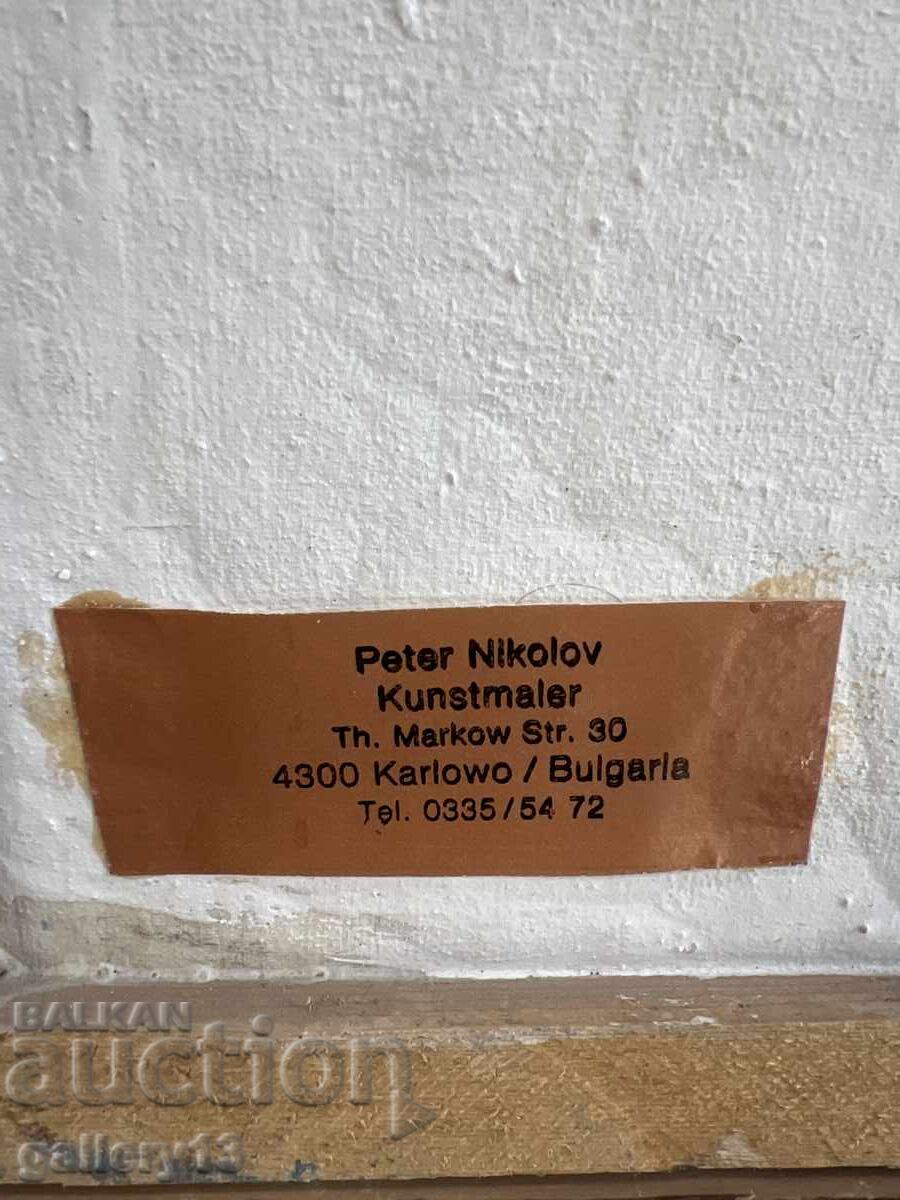 Peter Nikolov
Kunstmaler
Th. Markow Str. 30
4300 Karlowo / Bulgaria
Tel. 0335/54 72
BALKAN
auction
gallery13